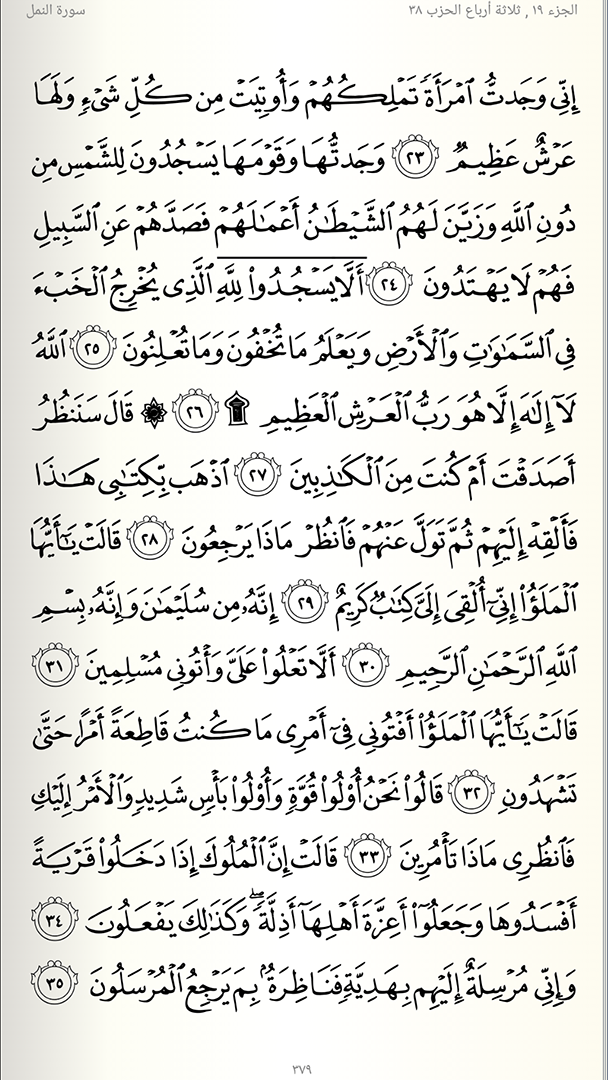 الجزء ١٩ , ثلاثة أرباع الحزب ٣٨
سورة النمل
إِنِّي وَجَدتُّ ٱمْرَأَةً تَمْلِكُهُمْ وَأُوتِيَتْ مِن كُلِّ شَىْءٍ وَلَهَا
عَرْشٌ عَظِيمٌ ٢٣ وَجَدتُّهَا وَقَوْمَهَا يَسْجُدُونَ لِلشَّمْسِ مِن
دُونِ ٱللَّهِ وَزَيَّنَ لَهُمُ ٱلشَّيْطَٰنُ أَعْمَٰلَهُمْ فَصَدَّهُمْ عَنِ ٱلسَّبِيلِ
فَهُمْ لَا يَهْتَدُونَ ٢٤ أَلَّا يَسْجُدُوا۟ لِلَّهِ ٱلَّذِى يُخْرِجُ ٱلْخَبْءَ
فِى ٱلسَّمَٰوَٰتِ وَٱلْأَرْضِ وَيَعْلَمُ مَا تُخْفُونَ وَمَا تُعْلِنُونَ ٢٥ ٱللَّهُ
لَآ إِلَٰهَ إِلَّا هُوَ رَبُّ ٱلْعَرْشِ ٱلْعَظِيمِ ۩ ٢٦ ۞ قَالَ سَنَنظُرُ
أَصَدَقْتَ أَمْ كُنتَ مِنَ ٱلْكَٰذِبِينَ ٢٧ ٱذْهَب بِّكِتَٰبِى هَٰذَا
فَأَلْقِهْ إِلَيْهِمْ ثُمَّ تَوَلَّ عَنْهُمْ فَٱنظُرْ مَاذَا يَرْجِعُونَ ٢٨ قَالَتْ يَٰٓأَيُّهَا
ٱلْمَلَؤُا۟ إِنِّىٓ أُلْقِىَ إِلَىَّ كِتَٰبٌ كَرِيمٌ ٢٩ إِنَّهُۥ مِن سُلَيْمَٰنَ وَإِنَّهُۥ بِسْمِ
ٱللَّهِ ٱلرَّحْمَٰنِ ٱلرَّحِيمِ ٣٠ أَلَّا تَعْلُوا۟ عَلَىَّ وَأْتُونِى مُسْلِمِينَ ٣١
قَالَتْ يَٰٓأَيُّهَا ٱلْمَلَؤُا۟ أَفْتُونِى فِىٓ أَمْرِى مَا كُنتُ قَاطِعَةً أَمْرًا حَتَّىٰ
تَشْهَدُونِ ٣٢ قَالُوا۟ نَحْنُ أُو۟لُوا۟ قُوَّةٍ وَأُو۟لُوا۟ بَأْسٍ شَدِيدٍ وَٱلْأَمْرُ إِلَيْكِ
فَٱنظُرِى مَاذَا تَأْمُرِينَ ٣٣ قَالَتْ إِنَّ ٱلْمُلُوكَ إِذَا دَخَلُوا۟ قَرْيَةً
أَفْسَدُوهَا وَجَعَلُوٓا۟ أَعِزَّةَ أَهْلِهَآ أَذِلَّةً ۖ وَكَذَٰلِكَ يَفْعَلُونَ ٣٤
وَإِنِّى مُرْسِلَةٌ إِلَيْهِم بِهَدِيَّةٍ فَنَاظِرَةٌۢ بِمَ يَرْجِعُ ٱلْمُرْسَلُونَ ٣٥
٣٧٩